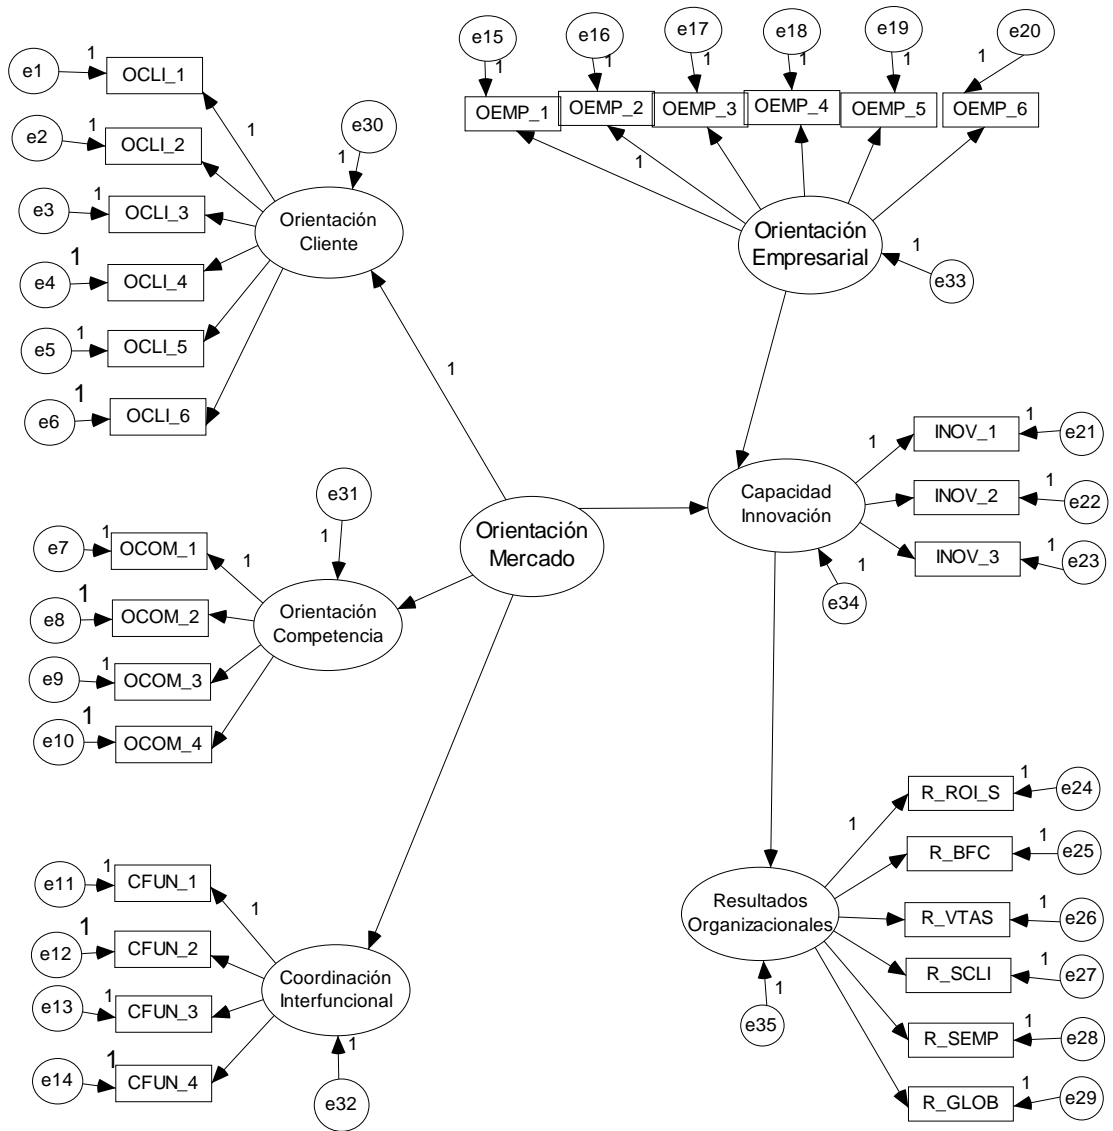 e1
1
OCLI_1
e2
1
OCLI_2
e3
1
OCLI_3
e4
1
OCLI_4
e5
1
OCLI_5
e6
1
OCLI_6
1
e30
1
Orientación
Cliente
1
e15
1
OEMP_1
e16
1
OEMP_2
e17
1
OEMP_3
e18
1
OEMP_4
e19
1
OEMP_5
e20
1
OEMP_6
1
Orientación
Empresarial
1
e33
e7
1
OCOM_1
e8
1
OCOM_2
e9
1
OCOM_3
e10
1
OCOM_4
1
e31
1
Orientación
Competencia
Orientación
Mercado
Capacidad
Innovación
1
e34
1
INOV_1
1
e21
INOV_2
1
e22
INOV_3
1
e23
e11
1
CFUN_1
e12
1
CFUN_2
e13
1
CFUN_3
e14
1
CFUN_4
1
Coordinación
Interfuncional
1
e32
Resultados
Organizacionales
1
e35
1
R_ROI_S
1
e24
R_BFC
1
e25
R_VTAS
1
e26
R_SCLI
1
e27
R_SEMP
1
e28
R_GLOB
1
e29